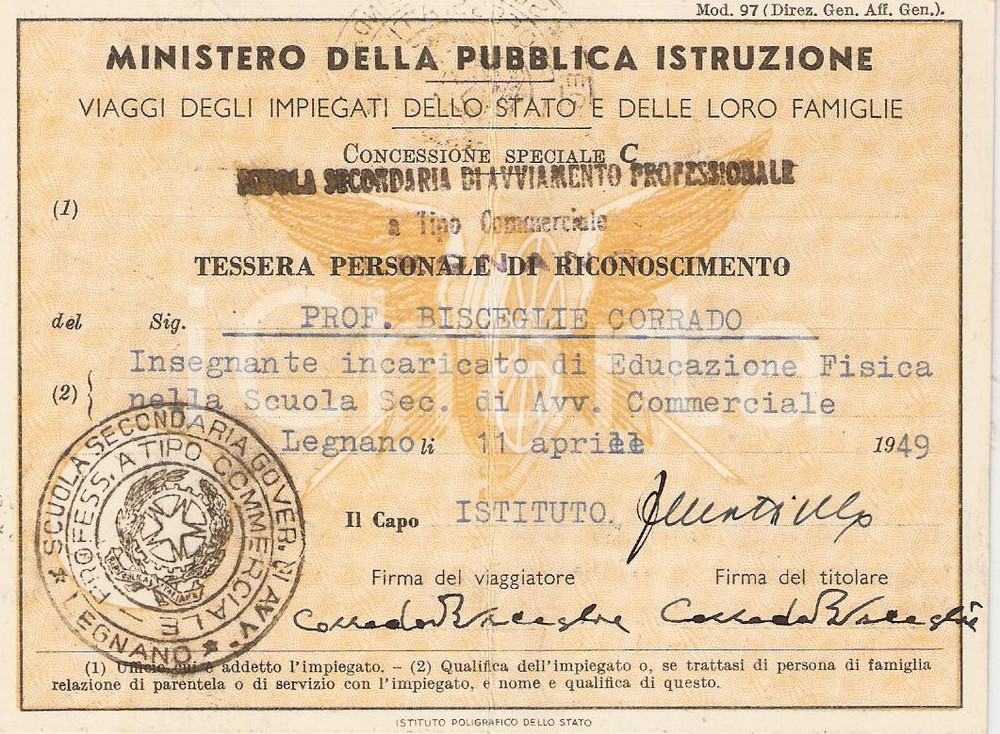 Mod. 97 (Direz. Gen. Aff. Gen.).
MINISTERO DELLA PUBBLICA ISTRUZIONE
VIAGGI DEGLI IMPIEGATI DELLO STATO E DELLE LORO FAMIGLIE
CONCESSIONE SPECIALE C
SCUOLA SECONDARIA DI AVVIAMENTO PROFESSIONALE
(1)
a Tipo Commerciale
TESSERA PERSONALE DI RICONOSCIMENTO
del Sig. PROF. BISCEGLIE CORRADO
Insegnante incaricato di Educazione Fisica
(2) nella Scuola Sec. di Avv. Commerciale
Legnano li 11 aprile 1949
Il Capo ISTITUTO
Firma del viaggiatore Firma del titolare
Corrado Bisceglie Corrado Bisceglie
SCUOLA SECONDARIA GOVER. DI AVV.
PROFESS. A TIPO COMMERCIALE
REPUBBLICA ITALIANA
LEGNANO
(1) Ufficio cui è addetto l'impiegato. – (2) Qualifica dell'impiegato o, se trattasi di persona di famiglia
relazione di parentela o di servizio con l'impiegato, e nome e qualifica di questo.
ISTITUTO POLIGRAFICO DELLO STATO